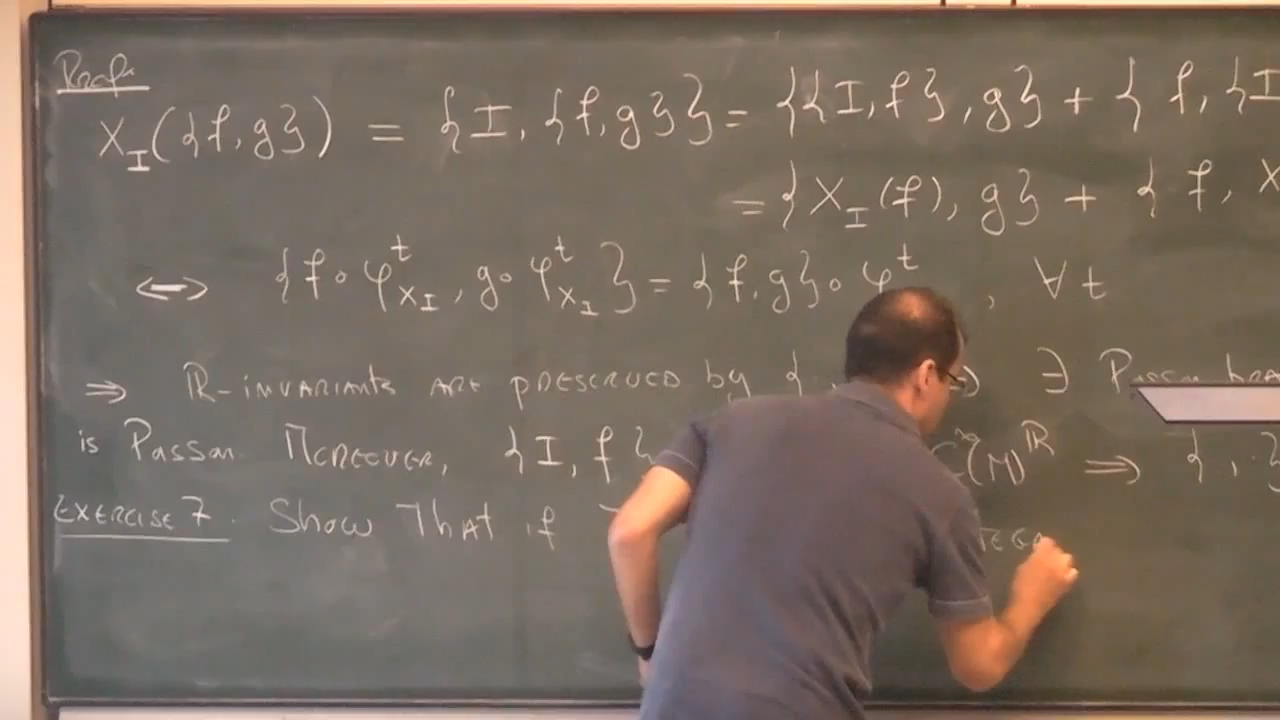 Proof.
X_I({f,g}) = {I, {f,g}} = {{I,f},g} + { f, {I
= {X_I(f), g} + { f, X
⟷ {f∘φ^t_{X_I}, g∘φ^t_{X_I}} = {f,g}∘φ^t , ∀t
⇒ ℝ-INVARIANTS ARE PRESERVED by { , ∃ Poisson bra
is Poisson. MOREOVER, {I, f C^∞(M)^ℝ ⟹ { , }
EXERCISE 7. Show THAT if